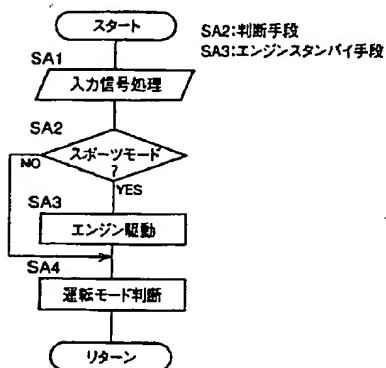 スタート
SA2:判断手段
SA3:エンジンスタンバイ手段
SA1
入力信号処理
SA2
スポーツモード
?
NO
YES
SA3
エンジン駆動
SA4
運転モード判断
リターン